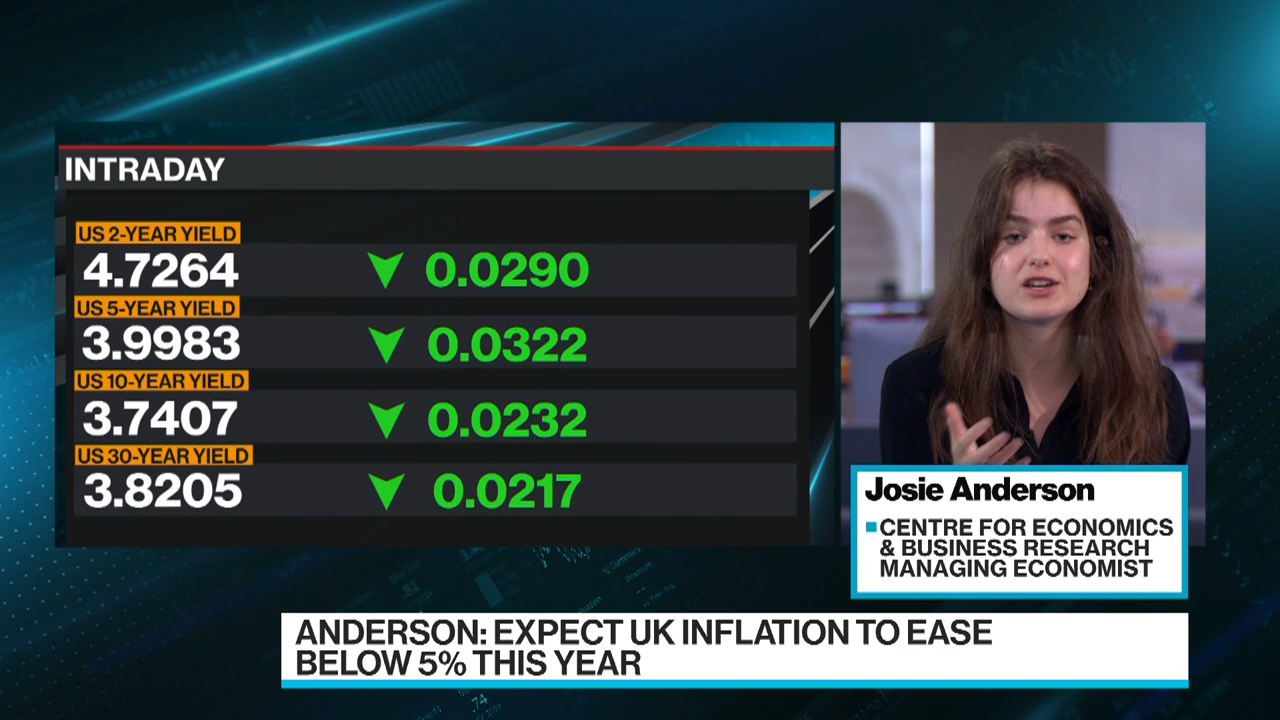 INTRADAY
US 2-YEAR YIELD
4.7264 ▼ 0.0290
US 5-YEAR YIELD
3.9983 ▼ 0.0322
US 10-YEAR YIELD
3.7407 ▼ 0.0232
US 30-YEAR YIELD
3.8205 ▼ 0.0217
Josie Anderson
CENTRE FOR ECONOMICS
& BUSINESS RESEARCH
MANAGING ECONOMIST
ANDERSON: EXPECT UK INFLATION TO EASE
BELOW 5% THIS YEAR